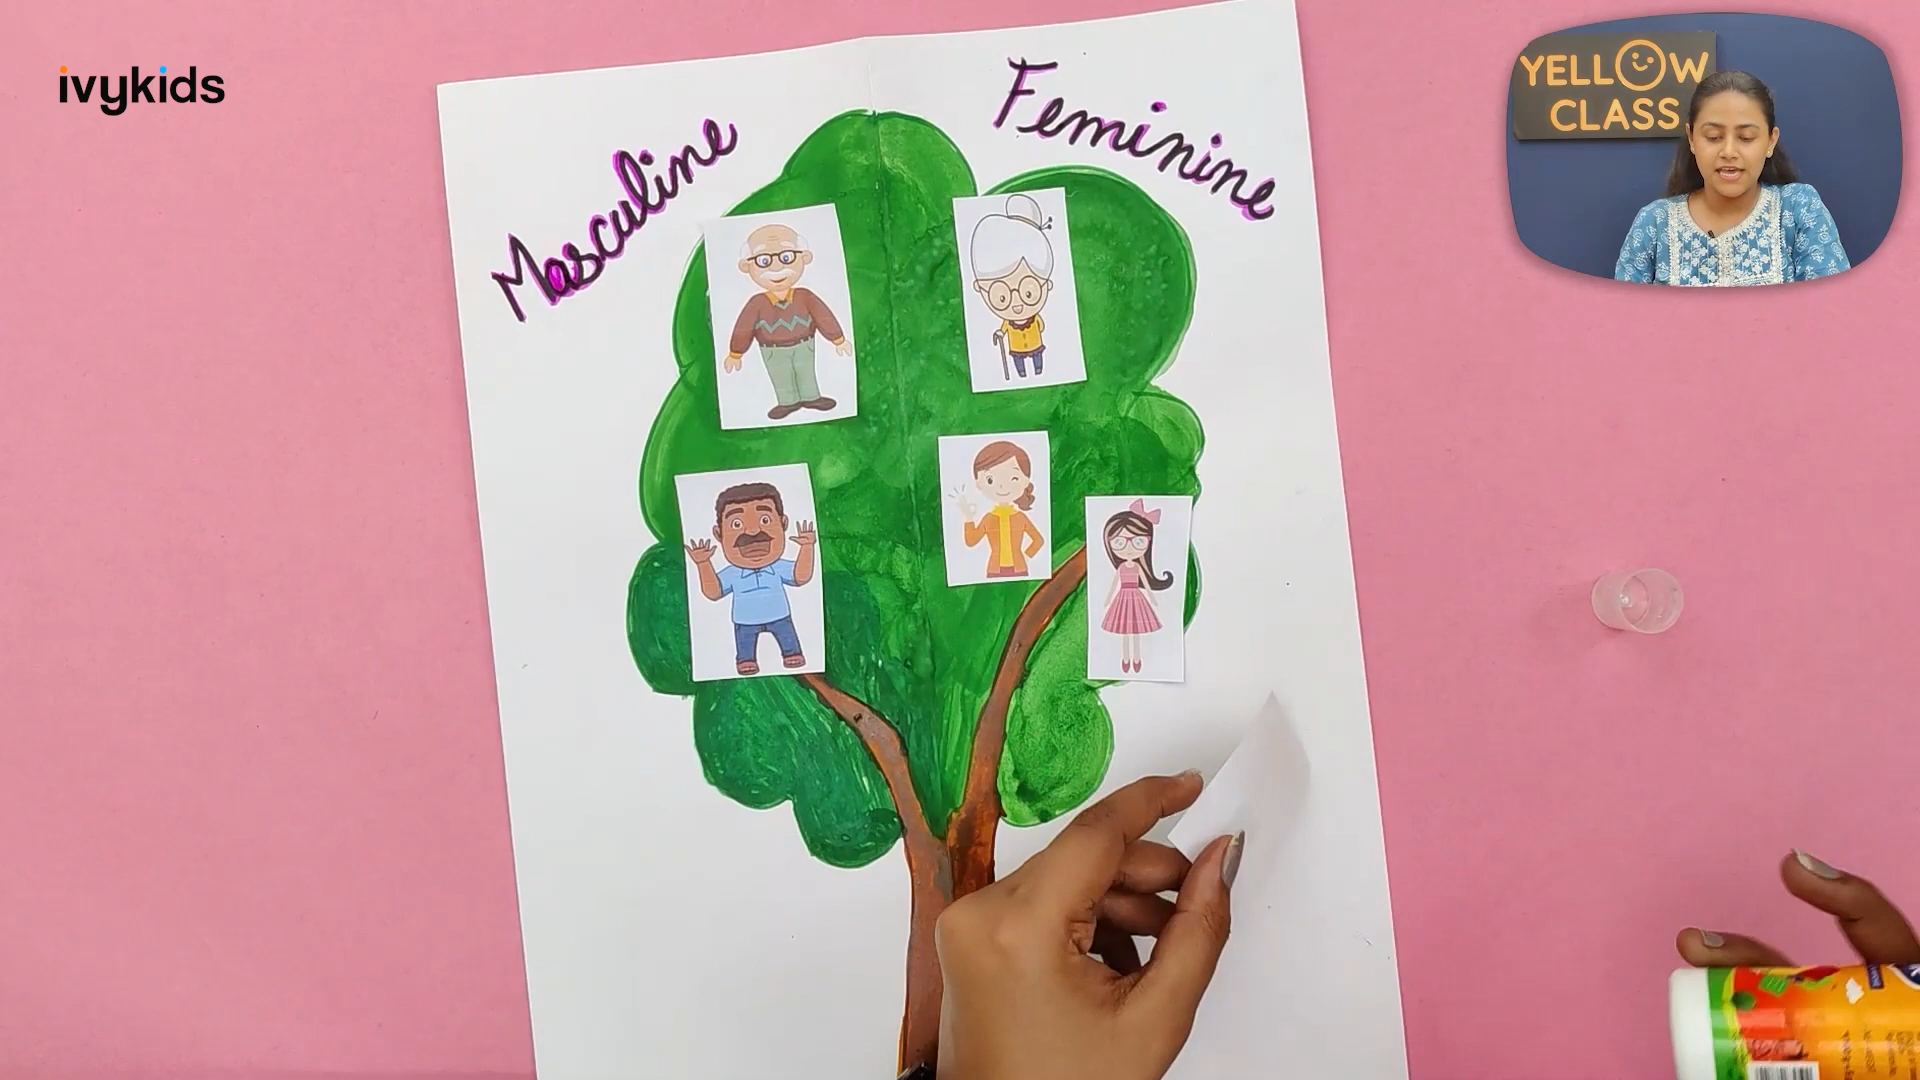 ivykids
Masculine
Feminine
YELLOW
CLASS